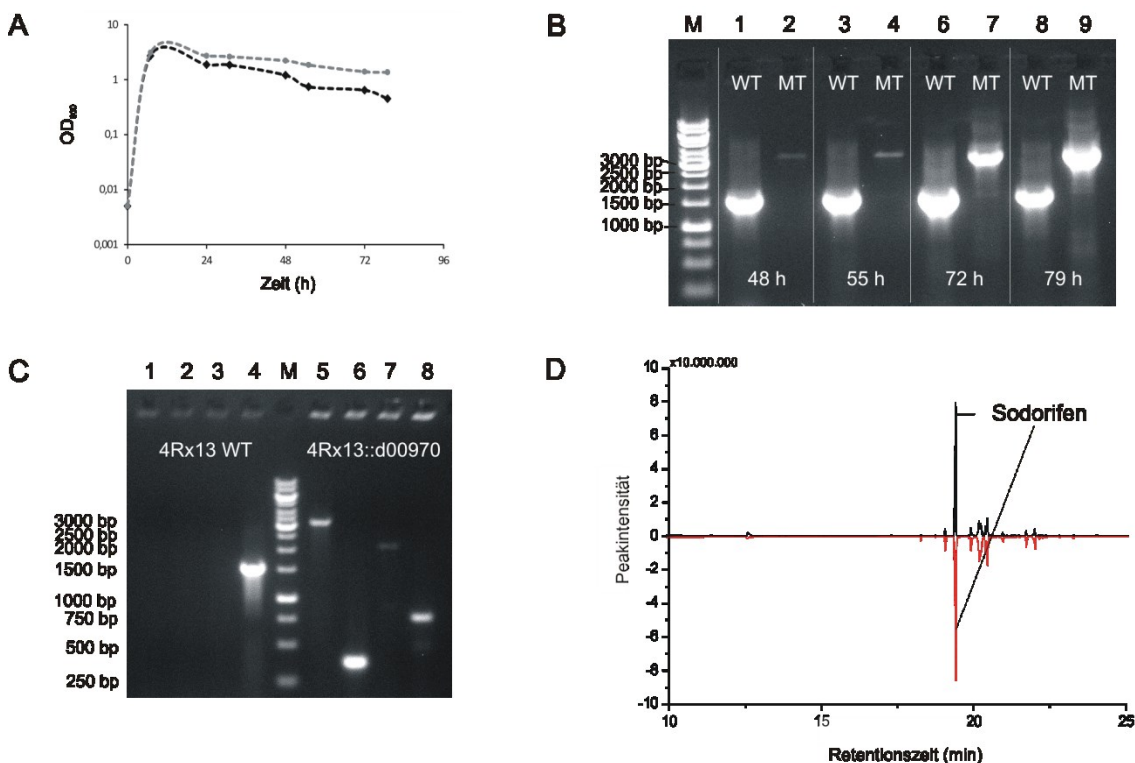 A
10
1
0,1
0,01
0,001
OD₆₀₀
0 24 48 72 96
Zeit (h)
B
M 1 2 3 4 6 7 8 9
WT MT WT MT WT MT WT MT
3000 bp
2500 bp
2000 bp
1500 bp
1000 bp
48 h 55 h 72 h 79 h
C
1 2 3 4 M 5 6 7 8
4Rx13 WT 4Rx13::d00970
3000 bp
2500 bp
2000 bp
1500 bp
1000 bp
750 bp
500 bp
250 bp
D
x10.000.000
10
8
6
4
2
0
-2
-4
-6
-8
-10
Sodorifen
Peakintensität
10 15 20 25
Retentionszeit (min)